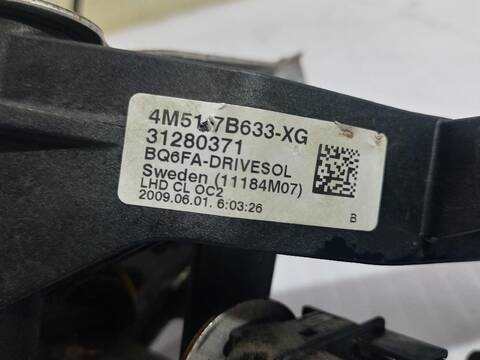 4M51-7B633-XG
31280371
BQ6FA-DRIVESOL
Sweden (11184M07)
LHD CL OC2
2009.06.01. 6:03:26
B